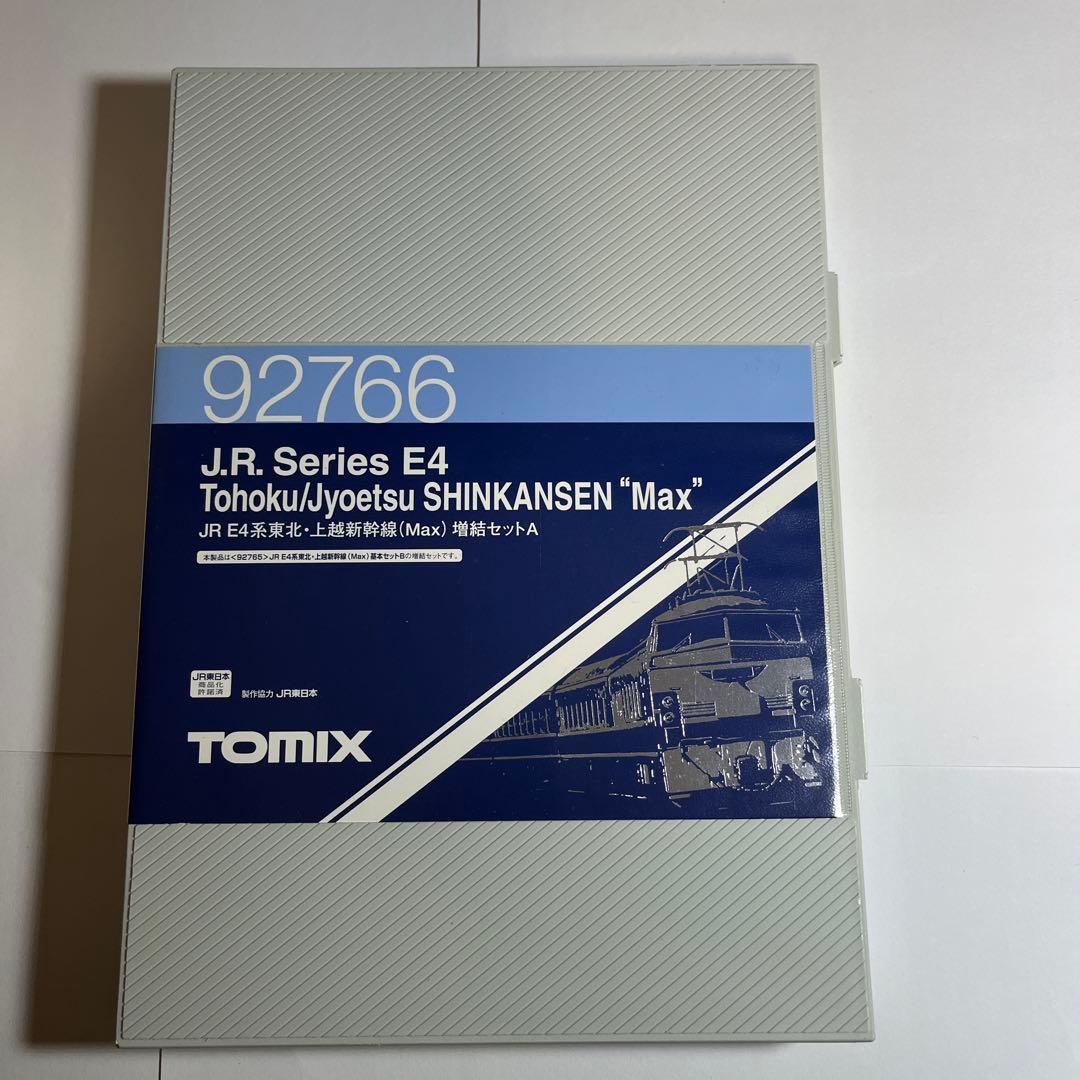 92766
J.R. Series E4
Tohoku/Jyoetsu SHINKANSEN “Max”
JR E4系東北・上越新幹線(Max) 増結セットA
本製品は<92765>JR E4系東北・上越新幹線(Max)基本セットBの増結セットです。
JR東日本
商品化
許諾済
製作協力 JR東日本
TOMIX